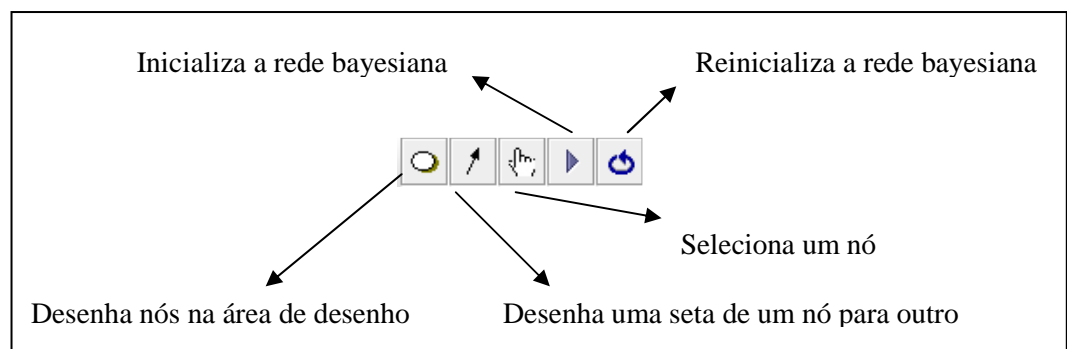 Inicializa a rede bayesiana
Reinicializa a rede bayesiana
Seleciona um nó
Desenha nós na área de desenho
Desenha uma seta de um nó para outro